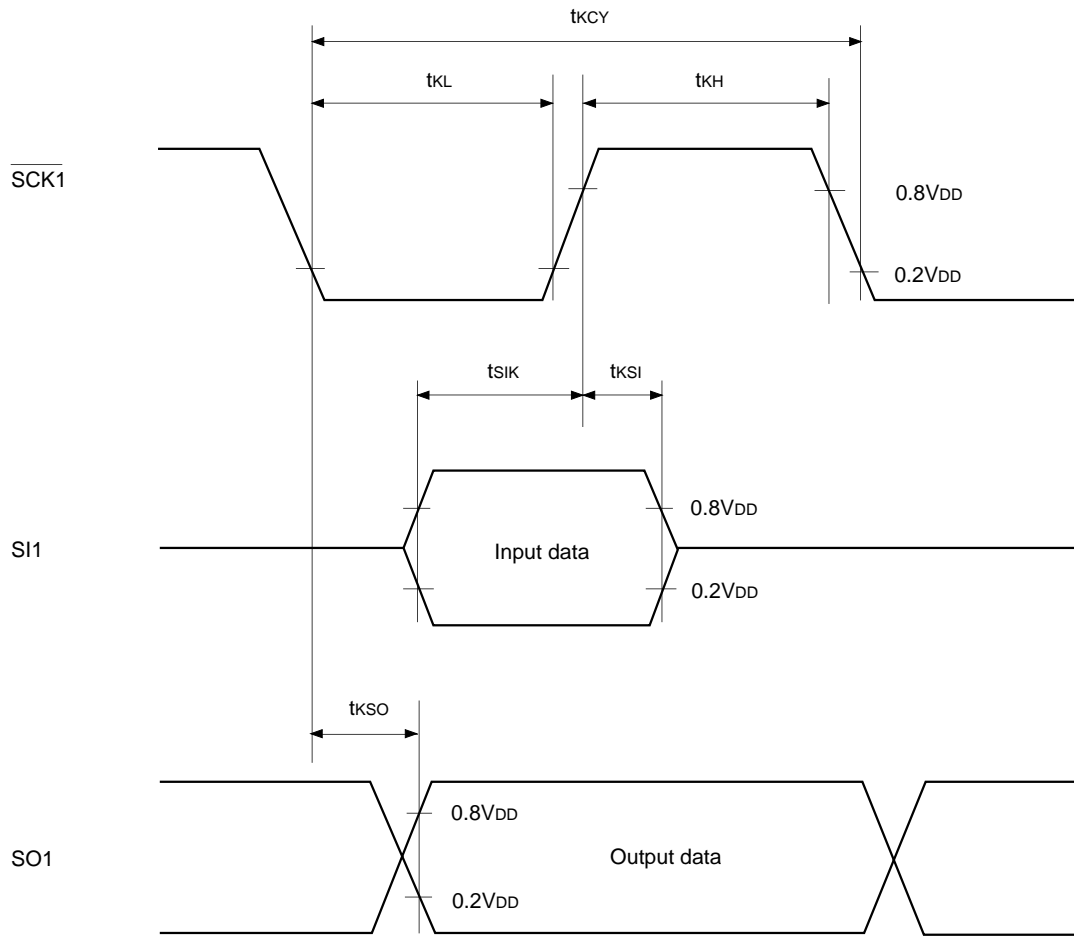 tKCY
tKL
tKH
SCK1
0.8VDD
0.2VDD
tSIK
tKSI
0.8VDD
SI1
Input data
0.2VDD
tKSO
0.8VDD
SO1
Output data
0.2VDD